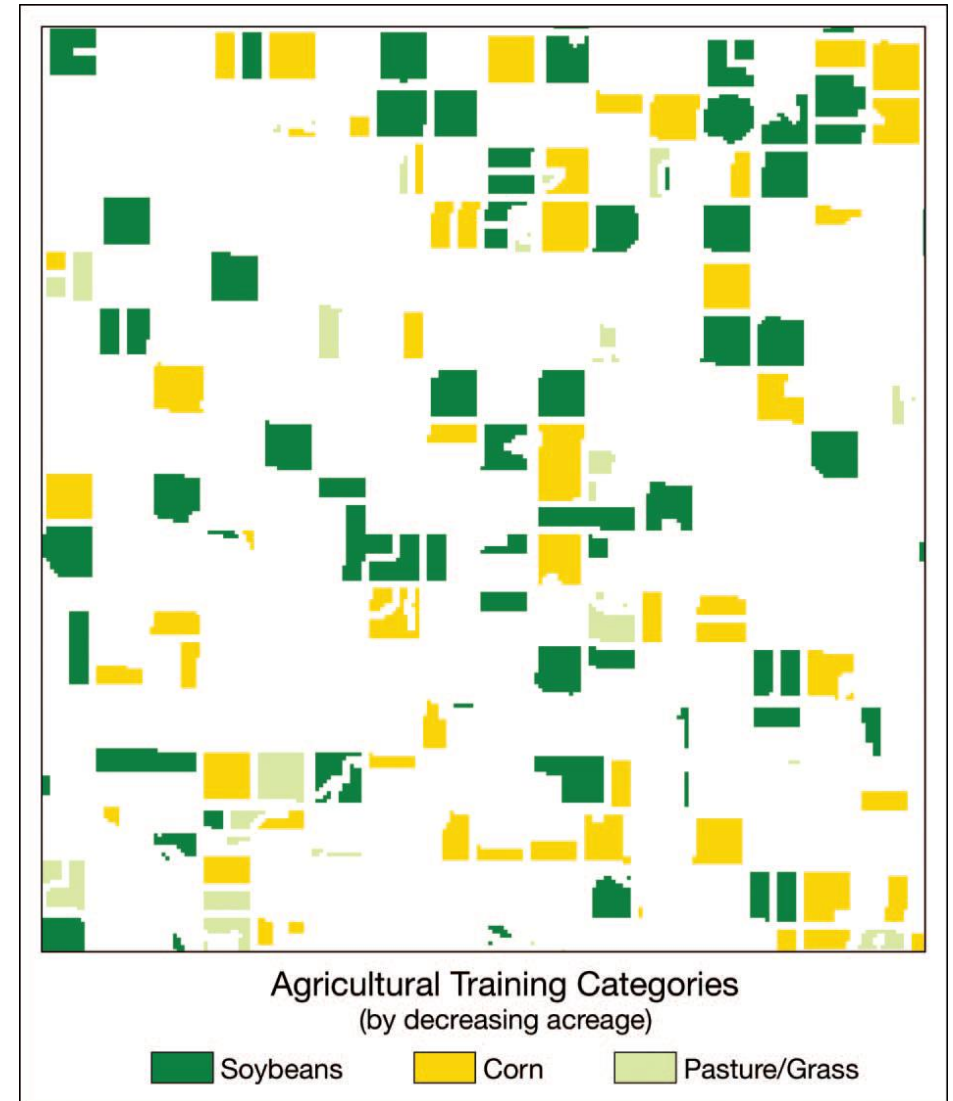 Agricultural Training Categories
(by decreasing acreage)
Soybeans Corn Pasture/Grass